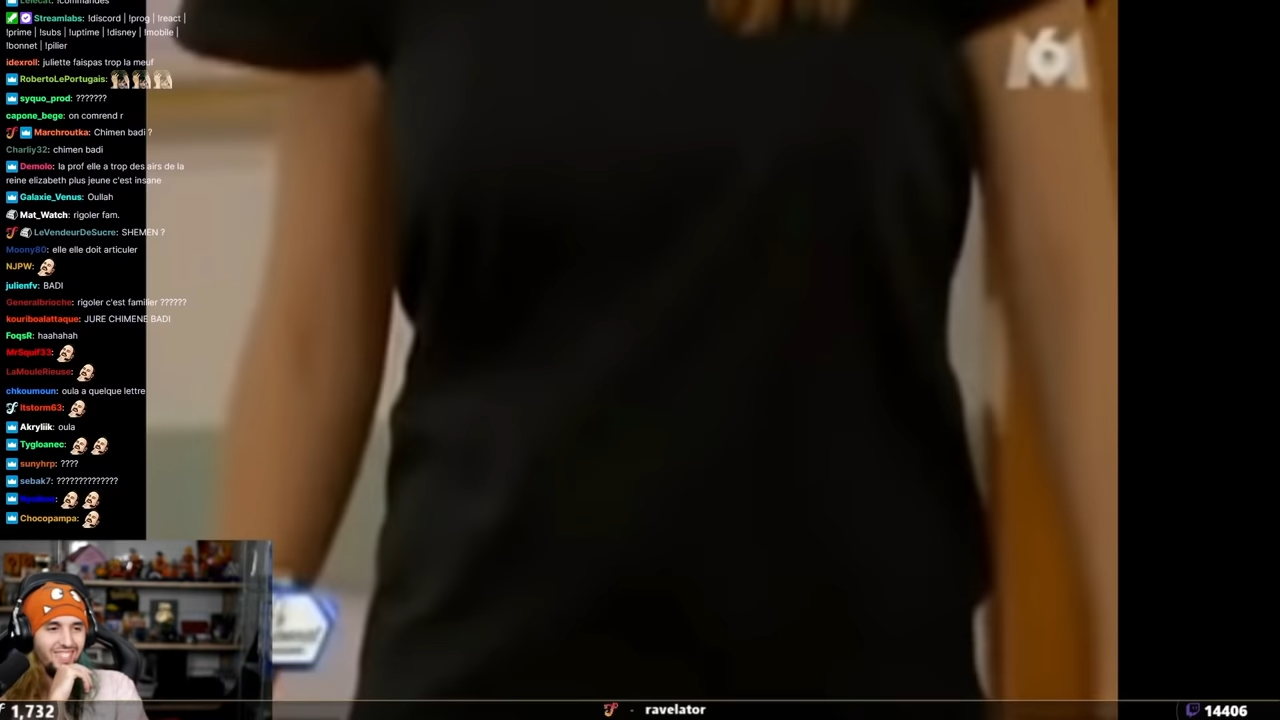 LeleCat: !commandes
Streamlabs: !discord | !prog | !react |
!prime | !subs | !uptime | !disney | !mobile |
!bonnet | !pilier
idexroll: juliette faispas trop la meuf
RobertoLePortugais:
syquo_prod: ???????
capone_bege: on comrend r
Marchroutka: Chimen badi ?
Charliy32: chimen badi
Demolo: la prof elle a trop des airs de la
reine elizabeth plus jeune c'est insane
Galaxie_Venus: Oullah
Mat_Watch: rigoler fam.
LeVendeurDeSucre: SHEMEN ?
Moony80: elle elle doit articuler
NJPW:
julienfv: BADI
Generalbrioche: rigoler c'est familier ??????
kouriboalattaque: JURE CHIMENE BADI
FoqsR: haahahah
MrSquif33:
LaMouleRieuse:
chkoumoun: oula a quelque lettre
itstorm63:
Akryliik: oula
Tygloanec:
sunyhrp: ????
sebak7: ??????????????
Chocopampa:
M6
1,732
- ravelator
14406